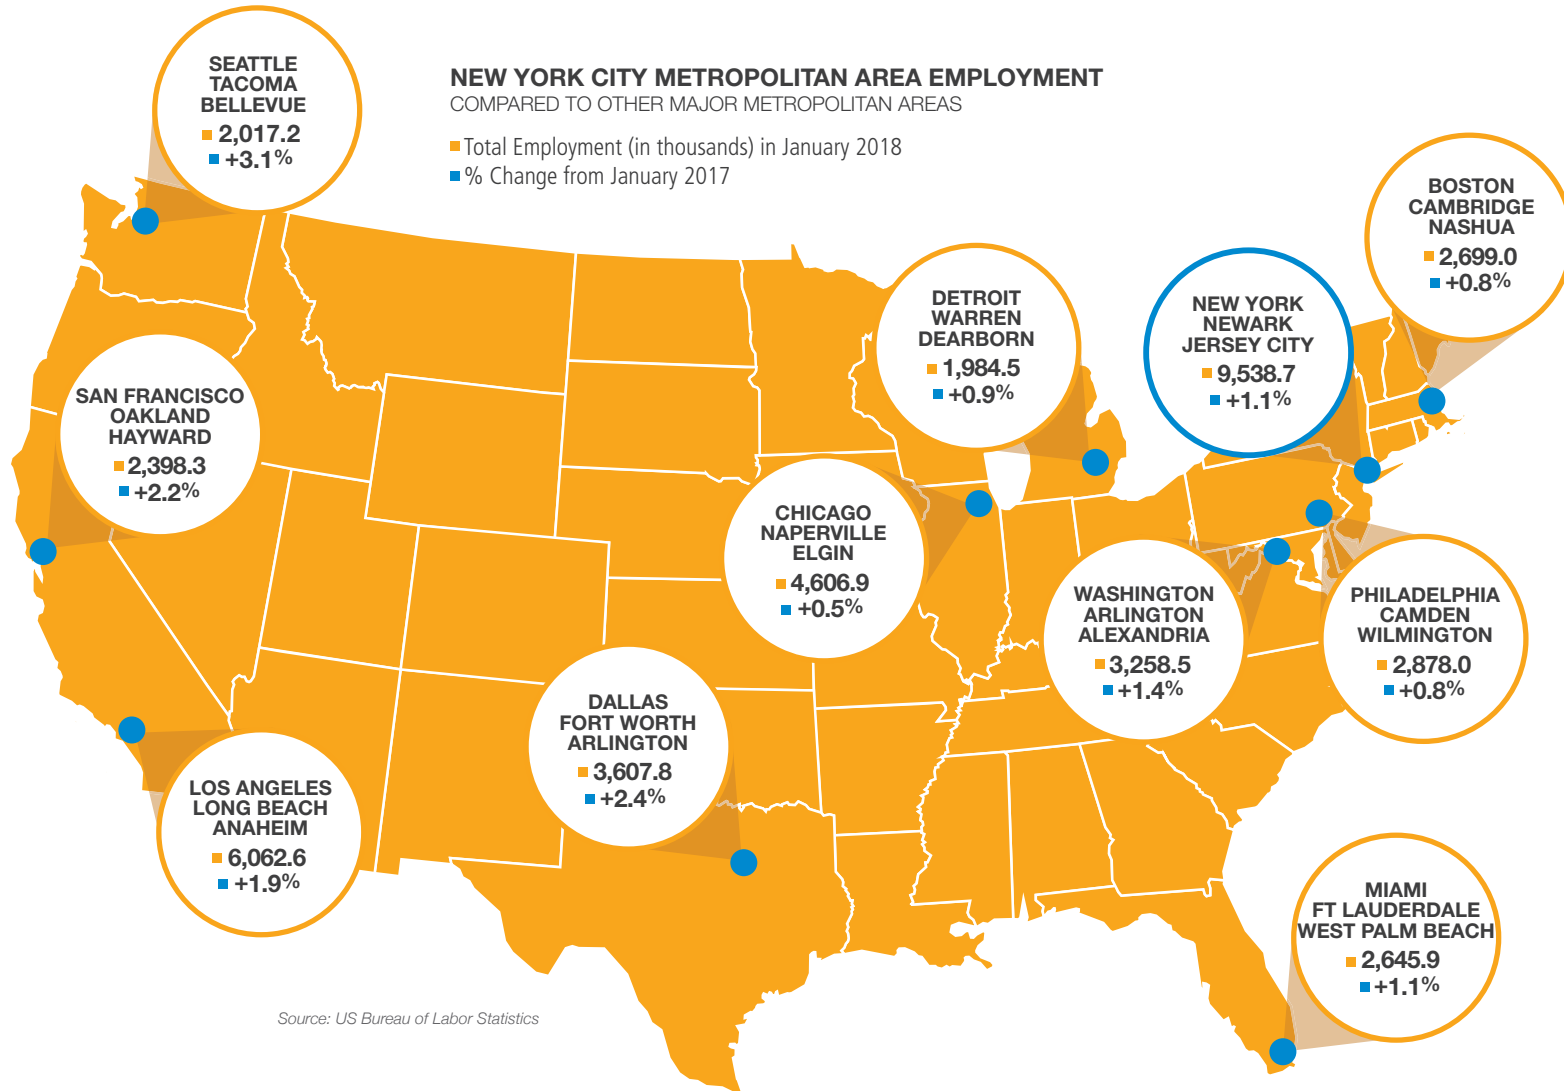 NEW YORK CITY METROPOLITAN AREA EMPLOYMENT
COMPARED TO OTHER MAJOR METROPOLITAN AREAS
Total Employment (in thousands) in January 2018
% Change from January 2017
SEATTLE
TACOMA
BELLEVUE
2,017.2
+3.1%
BOSTON
CAMBRIDGE
NASHUA
2,699.0
+0.8%
DETROIT
WARREN
DEARBORN
1,984.5
+0.9%
NEW YORK
NEWARK
JERSEY CITY
9,538.7
+1.1%
SAN FRANCISCO
OAKLAND
HAYWARD
2,398.3
+2.2%
CHICAGO
NAPERVILLE
ELGIN
4,606.9
+0.5%
WASHINGTON
ARLINGTON
ALEXANDRIA
3,258.5
+1.4%
PHILADELPHIA
CAMDEN
WILMINGTON
2,878.0
+0.8%
DALLAS
FORT WORTH
ARLINGTON
3,607.8
+2.4%
LOS ANGELES
LONG BEACH
ANAHEIM
6,062.6
+1.9%
MIAMI
FT LAUDERDALE
WEST PALM BEACH
2,645.9
+1.1%
Source: US Bureau of Labor Statistics